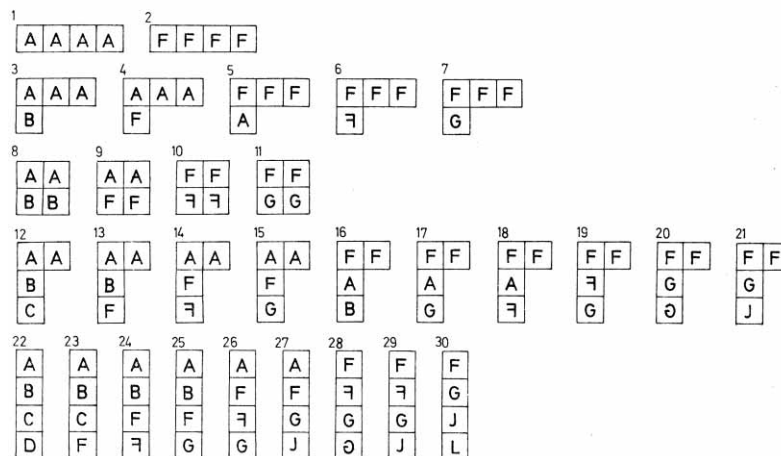 1 2
A A A A F F F F
3 4 5 6 7
A A A A A A F F F F F F F F F
B F A ꟻ G
8 9 10 11
A A A A F F F F
B B F F ꟻ ꟻ G G
12 13 14 15 16 17 18 19 20 21
A A A A A A A A F F F F F F F F F F F F
B B F F A A A ꟻ G G
C F ꟻ G B G ꟻ G G J
22 23 24 25 26 27 28 29 30
A A A A A A F F F
B B B B F F ꟻ ꟻ G
C C F F ꟻ G G G J
D F ꟻ G G J G J L